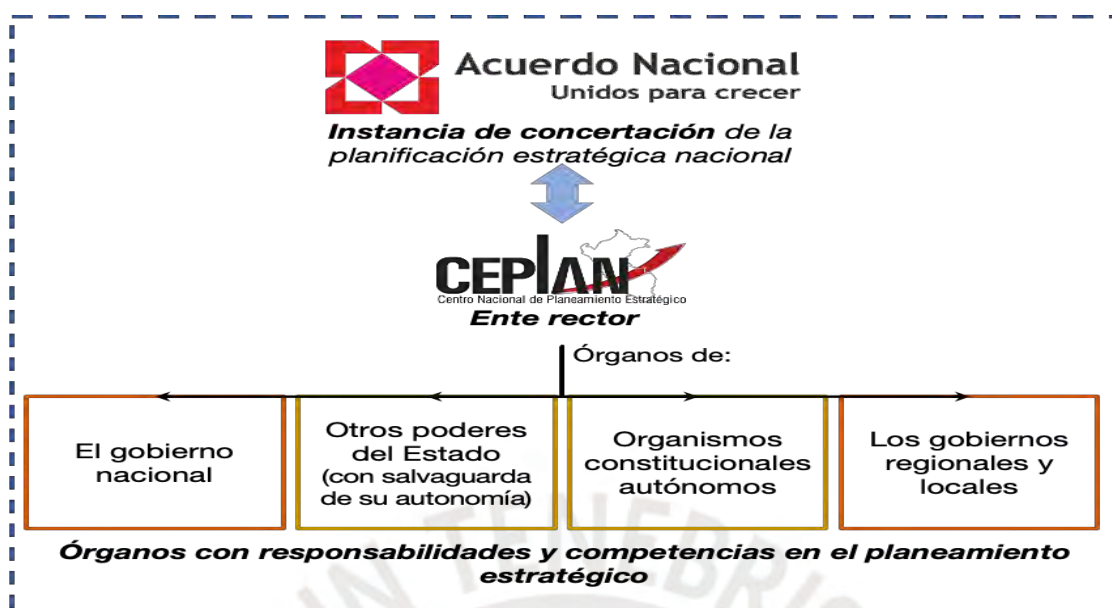 Acuerdo Nacional
Unidos para crecer
Instancia de concertación de la
planificación estratégica nacional
CEPLAN
Centro Nacional de Planeamiento Estratégico
Ente rector
Órganos de:
El gobierno
nacional
Otros poderes
del Estado
(con salvaguarda
de su autonomía)
Organismos
constitucionales
autónomos
Los gobiernos
regionales y
locales
Órganos con responsabilidades y competencias en el planeamiento
estratégico
TENEBRI